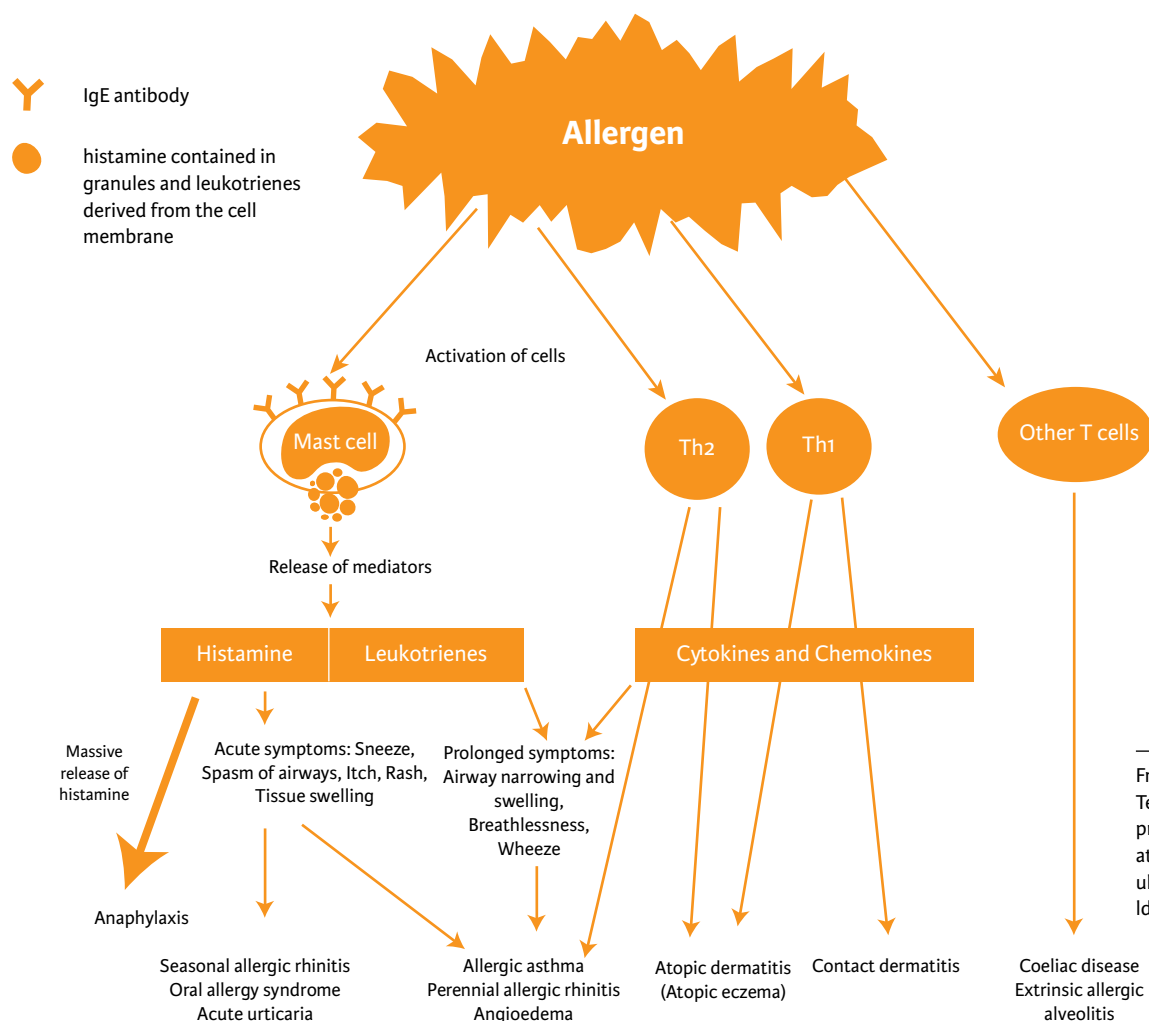 IgE antibody
histamine contained in
granules and leukotrienes
derived from the cell
membrane
Allergen
Activation of cells
Mast cell
Th2
Th1
Other T cells
Release of mediators
Histamine
Leukotrienes
Cytokines and Chemokines
Massive
release of
histamine
Acute symptoms: Sneeze,
Spasm of airways, Itch, Rash,
Tissue swelling
Prolonged symptoms:
Airway narrowing and
swelling,
Breathlessness,
Wheeze
Anaphylaxis
Seasonal allergic rhinitis
Oral allergy syndrome
Acute urticaria
Allergic asthma
Perennial allergic rhinitis
Angioedema
Atopic dermatitis
(Atopic eczema)
Contact dermatitis
Coeliac disease
Extrinsic allergic
alveolitis